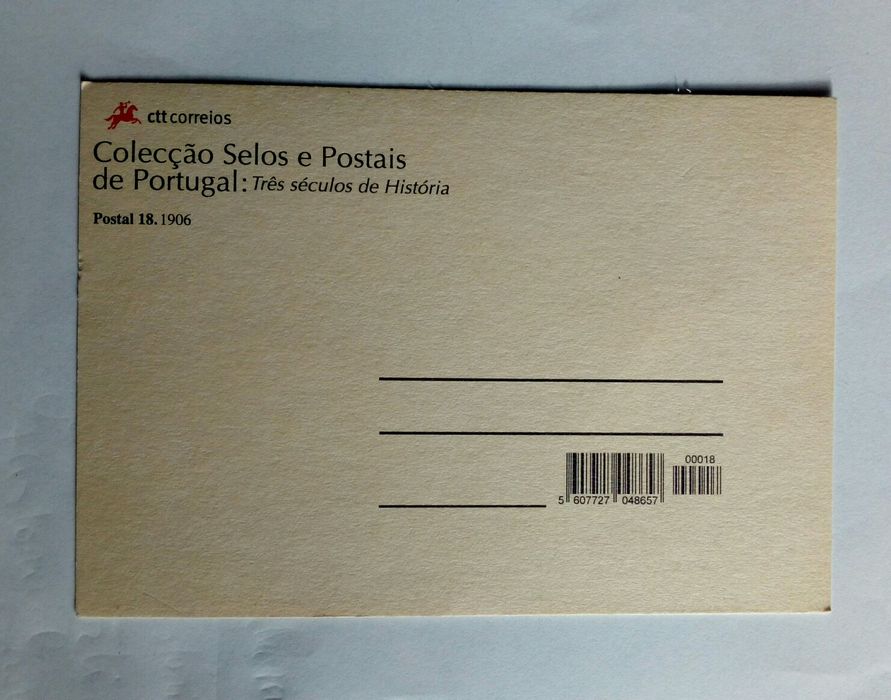 ctt correios
Colecção Selos e Postais
de Portugal: Três séculos de História
Postal 18. 1906
00018
5 607727 048657